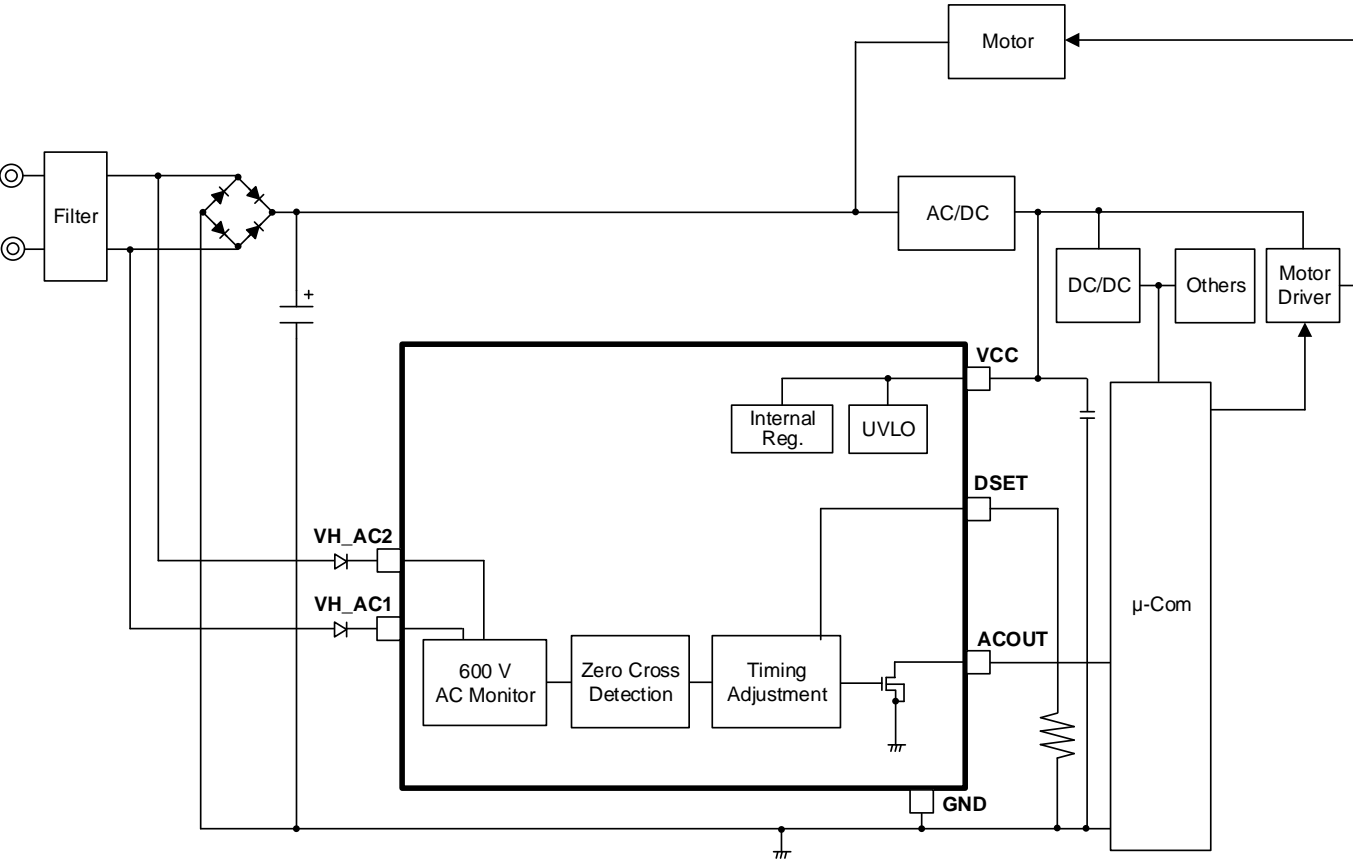 Motor
Filter
AC/DC
DC/DC
Others
Motor
Driver
+
VCC
Internal
Reg.
UVLO
DSET
VH_AC2
VH_AC1
µ-Com
ACOUT
600 V
AC Monitor
Zero Cross
Detection
Timing
Adjustment
GND